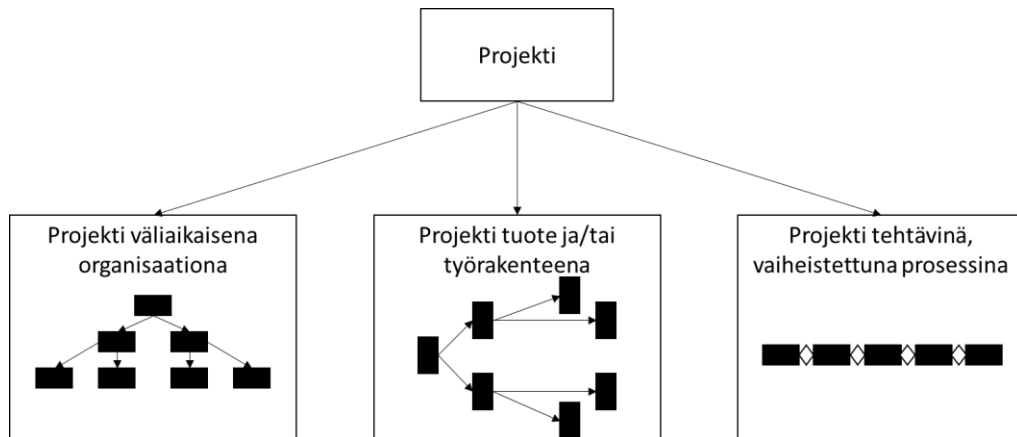 Projekti
Projekti väliaikaisena
organisaationa
Projekti tuote ja/tai
työrakenteena
Projekti tehtävinä,
vaiheistettuna prosessina